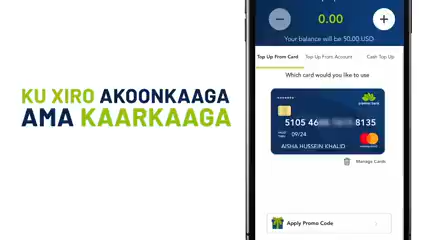 KU XIRO AKOONKAAGA
AMA KAARKAAGA
0.00
Your balance will be 50.00 USD
Top Up From Card
Top Up From Account
Cash Top Up
Which card would you like to use
premier bank
5105 46 8135
09/24
AISHA HUSSEIN KHALID
mastercard
Manage Cards
Apply Promo Code